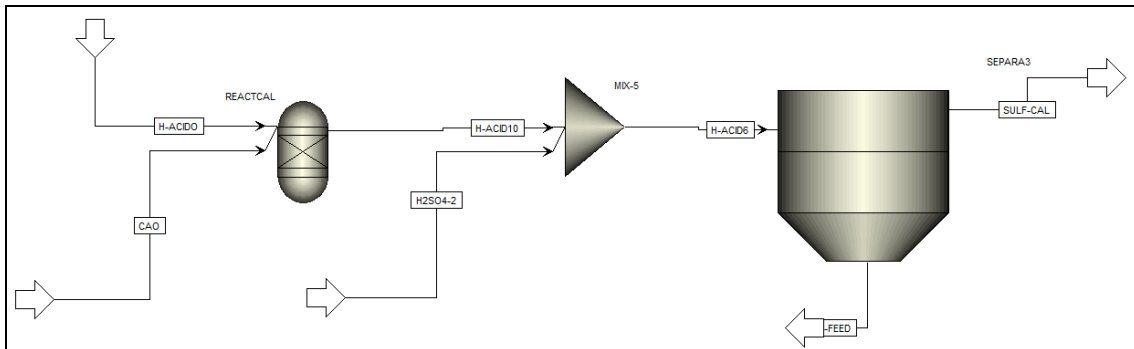 REACTCAL
H-ACIDO
CAO
H2SO4-2
H-ACID10
MIX-5
H-ACID6
SEPARA3
SULF-CAL
-FEED